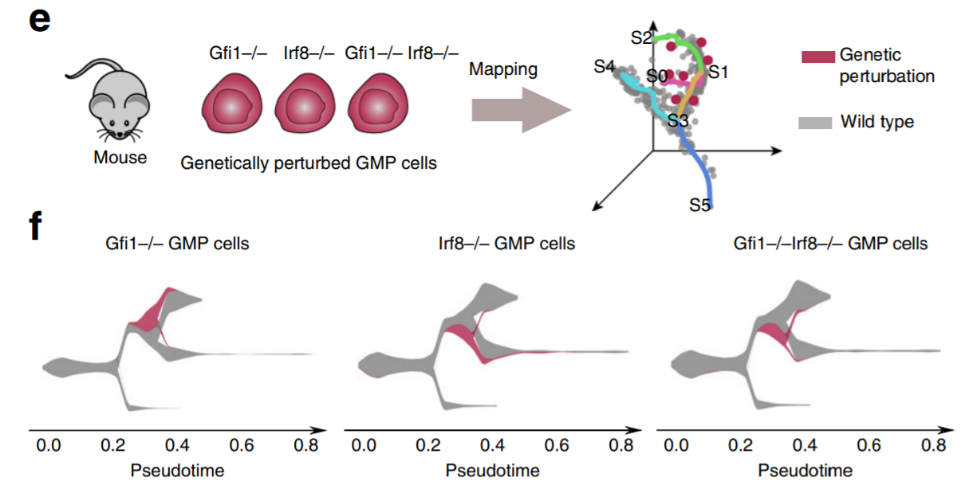 e
Gfi1–/– Irf8–/– Gfi1–/– Irf8–/–
Mouse
Genetically perturbed GMP cells
Mapping
S2
S4
S0
S1
S3
S5
Genetic
perturbation
Wild type
f
Gfi1–/– GMP cells
0.0 0.2 0.4 0.6 0.8
Pseudotime
Irf8–/– GMP cells
0.0 0.2 0.4 0.6 0.8
Pseudotime
Gfi1–/–Irf8–/– GMP cells
0.0 0.2 0.4 0.6 0.8
Pseudotime